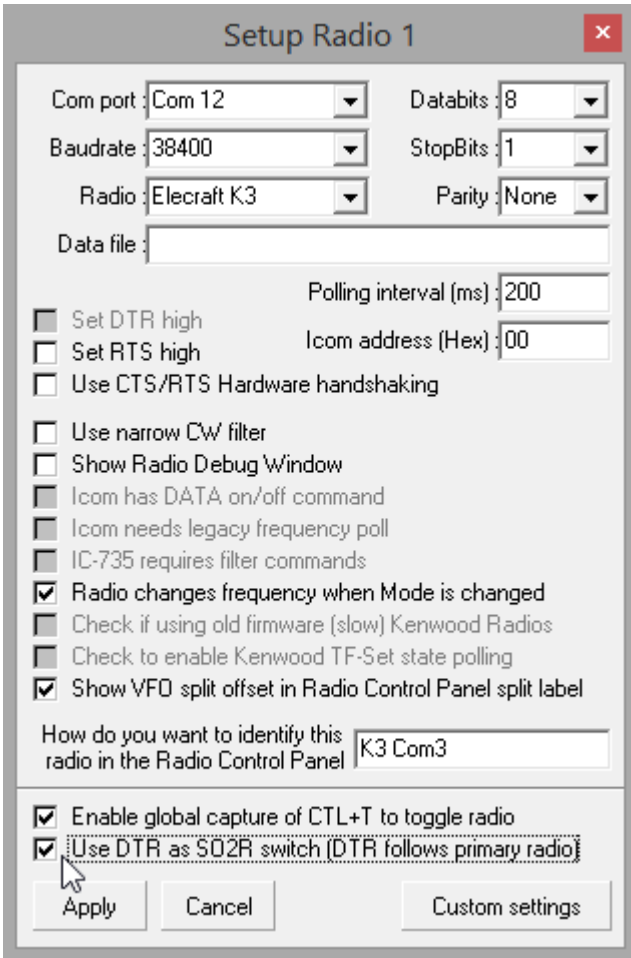 Setup Radio 1
x
Com port : Com 12 Databits : 8
Baudrate : 38400 StopBits : 1
Radio : Elecraft K3 Parity : None
Data file :
Polling interval (ms) : 200
Set DTR high
Icom address (Hex) : 00
Set RTS high
Use CTS/RTS Hardware handshaking
Use narrow CW filter
Show Radio Debug Window
Icom has DATA on/off command
Icom needs legacy frequency poll
IC-735 requires filter commands
Radio changes frequency when Mode is changed
Check if using old firmware (slow) Kenwood Radios
Check to enable Kenwood TF-Set state polling
Show VFO split offset in Radio Control Panel split label
How do you want to identify this
radio in the Radio Control Panel K3 Com3
Enable global capture of CTL+T to toggle radio
Use DTR as SO2R switch (DTR follows primary radio)
Apply Cancel Custom settings